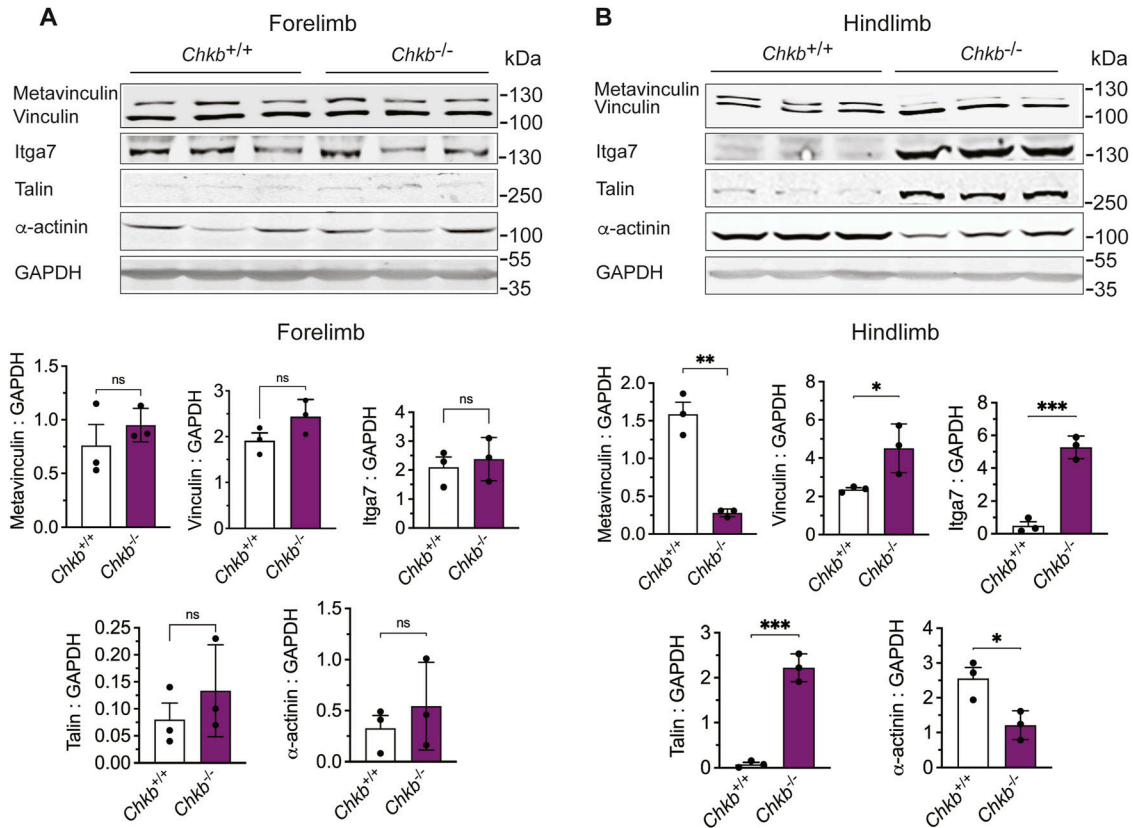 A
Forelimb
Chkb+/+
Chkb-/-
kDa
Metavinculin
Vinculin
-130
-100
Itga7
-130
Talin
-250
α-actinin
-100
GAPDH
-55
-35
B
Hindlimb
Chkb+/+
Chkb-/-
kDa
Metavinculin
Vinculin
-130
-100
Itga7
-130
Talin
-250
α-actinin
-100
GAPDH
-55
-35
Forelimb
Metavinculin : GAPDH
1.5
1.0
0.5
0.0
ns
Chkb+/+
Chkb-/-
Vinculin : GAPDH
3
2
1
0
ns
Chkb+/+
Chkb-/-
Itga7 : GAPDH
4
3
2
1
0
ns
Chkb+/+
Chkb-/-
Talin : GAPDH
0.25
0.20
0.15
0.10
0.05
0.00
ns
Chkb+/+
Chkb-/-
α-actinin : GAPDH
1.5
1.0
0.5
0.0
ns
Chkb+/+
Chkb-/-
Hindlimb
Metavinculin : GAPDH
2.0
1.5
1.0
0.5
0.0
**
Chkb+/+
Chkb-/-
Vinculin : GAPDH
8
6
4
2
0
*
Chkb+/+
Chkb-/-
Itga7 : GAPDH
8
6
4
2
0
***
Chkb+/+
Chkb-/-
Talin : GAPDH
3
2
1
0
***
Chkb+/+
Chkb-/-
α-actinin : GAPDH
4
3
2
1
0
*
Chkb+/+
Chkb-/-